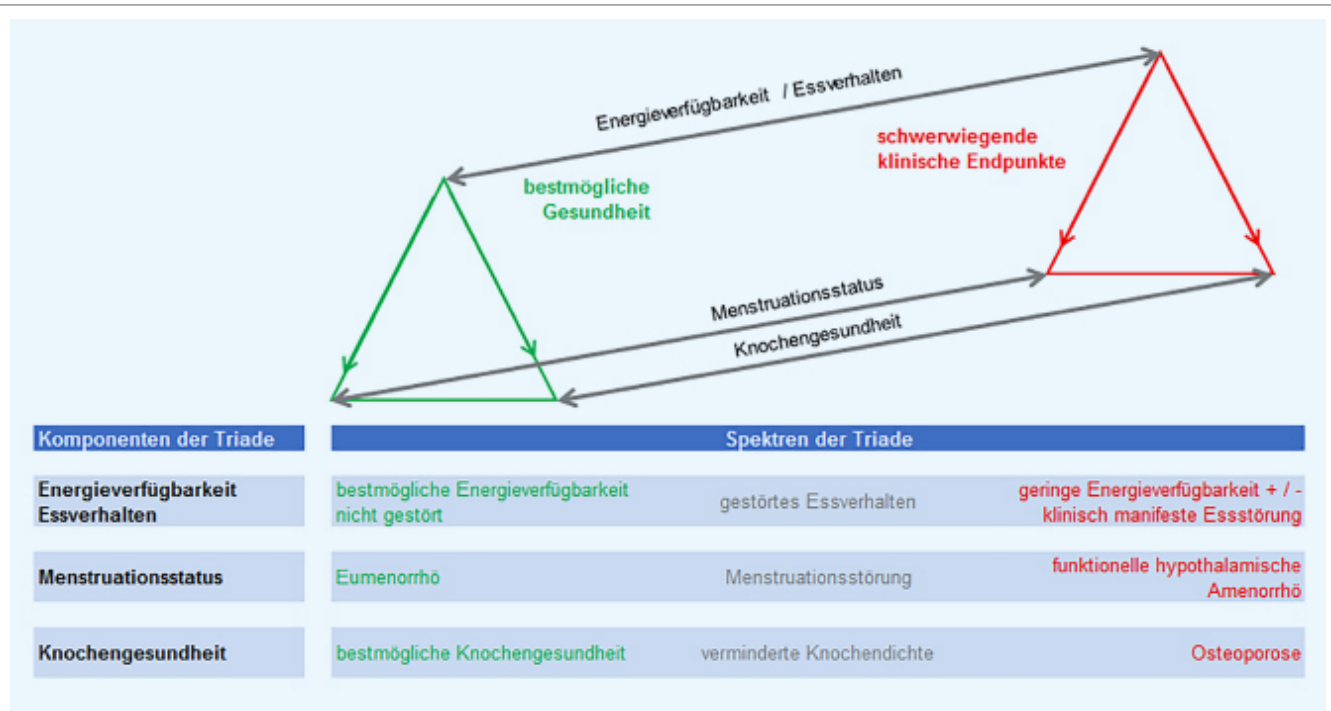 Energieverfügbarkeit / Essverhalten
schwerwiegende
klinische Endpunkte
bestmögliche
Gesundheit
Menstruationsstatus
Knochengesundheit
Komponenten der Triade
Spektren der Triade
Energieverfügbarkeit
Essverhalten
bestmögliche Energieverfügbarkeit
nicht gestört
gestörtes Essverhalten
geringe Energieverfügbarkeit + / -
klinisch manifeste Essstörung
Menstruationsstatus
Eumenorrhö
Menstruationsstörung
funktionelle hypothalamische
Amenorrhö
Knochengesundheit
bestmögliche Knochengesundheit
verminderte Knochendichte
Osteoporose